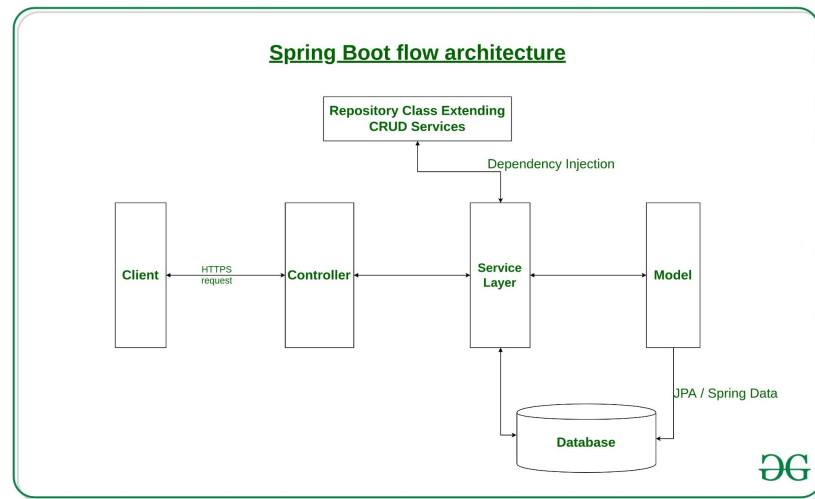 Spring Boot flow architecture
Repository Class Extending
CRUD Services
Dependency Injection
Client
HTTPS
request
Controller
Service
Layer
Model
JPA / Spring Data
Database